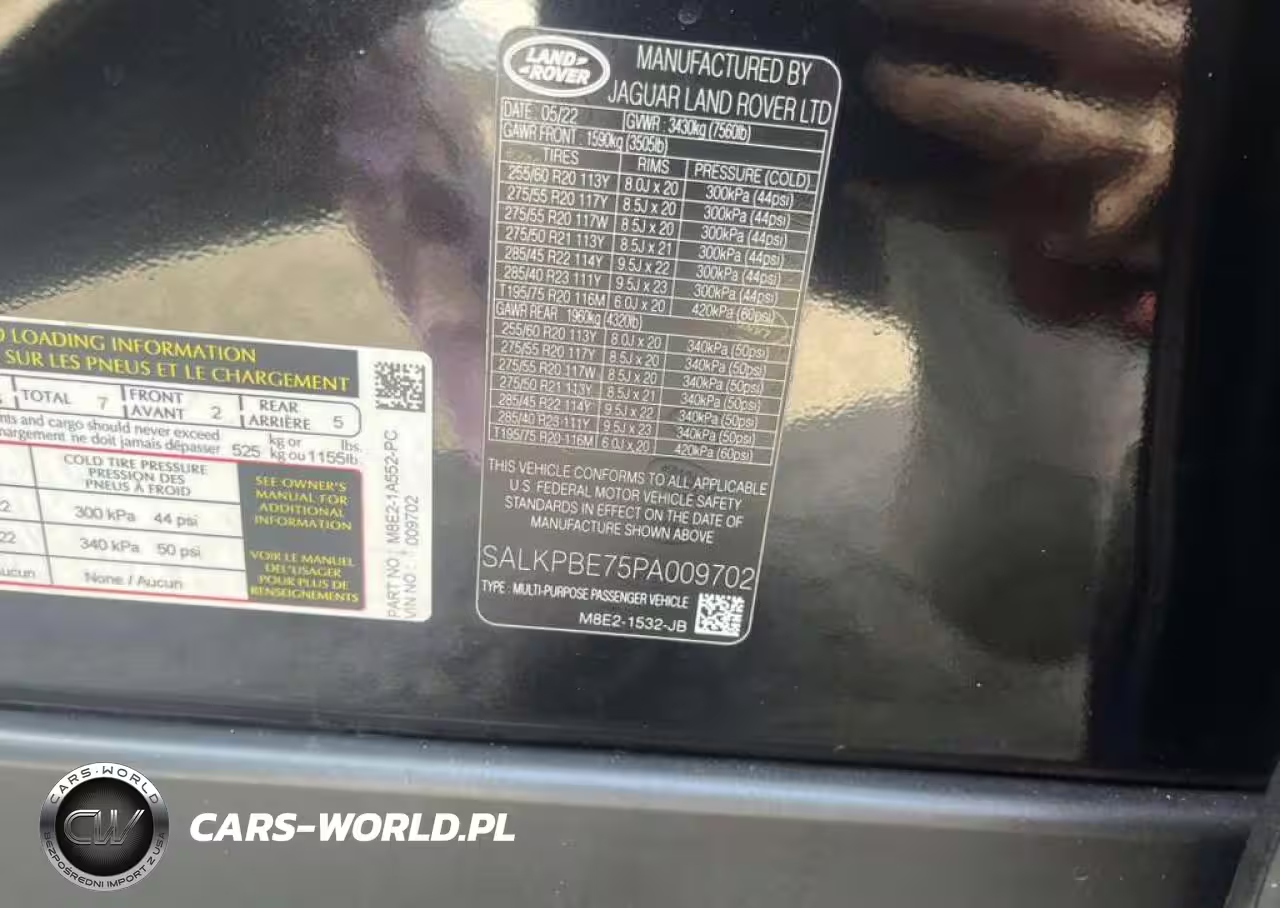 LAND-
-ROVER
MANUFACTURED BY
JAGUAR LAND ROVER LTD
DATE: 05/22 GVWR : 3430kg (7560lb)
GAWR FRONT : 1590kg (3505lb)
TIRES RIMS PRESSURE (COLD)
255/60 R20 113Y 8.0J x 20 300kPa (44psi)
275/55 R20 117Y 8.5J x 20 300kPa (44psi)
275/55 R20 117W 8.5J x 20 300kPa (44psi)
275/50 R21 113Y 8.5J x 21 300kPa (44psi)
285/45 R22 114Y 9.5J x 22 300kPa (44psi)
285/40 R23 111Y 9.5J x 23 300kPa (44psi)
T195/75 R20 116M 6.0J x 20 420kPa (60psi)
GAWR REAR 1960kg (4320lb)
255/60 R20 113Y 8.0J x 20 340kPa (50psi)
275/55 R20 117Y 8.5J x 20 340kPa (50psi)
275/55 R20 117W 8.5J x 20 340kPa (50psi)
275/50 R21 113Y 8.5J x 21 340kPa (50psi)
285/45 R22 114Y 9.5J x 22 340kPa (50psi)
285/40 R23 111Y 9.5J x 23 340kPa (50psi)
T195/75 R20 116M 6.0J x 20 420kPa (60psi)
THIS VEHICLE CONFORMS TO ALL APPLICABLE
U.S. FEDERAL MOTOR VEHICLE SAFETY
STANDARDS IN EFFECT ON THE DATE OF
MANUFACTURE SHOWN ABOVE
SALKPBE75PA009702
TYPE : MULTI-PURPOSE PASSENGER VEHICLE
M8E2-1532-JB
LOADING INFORMATION
SUR LES PNEUS ET LE CHARGEMENT
TOTAL 7 FRONT AVANT 2 REAR ARRIÈRE 5
and cargo should never exceed
ne doit jamais dépasser 525 kg or kg ou 1155 lbs. lb.
COLD TIRE PRESSURE
PRESSION DES
PNEUS À FROID
300 kPa 44 psi
340 kPa 50 psi
None / Aucun
SEE OWNER'S
MANUAL FOR
ADDITIONAL
INFORMATION
VOIR LE MANUEL
DE L'USAGER
POUR PLUS DE
RENSEIGNEMENTS
PART NO : M8E2-1A552-PC
VIN NO : 009702
CARS-WORLD
CW
BEZPOŚREDNI IMPORT Z USA
CARS-WORLD.PL